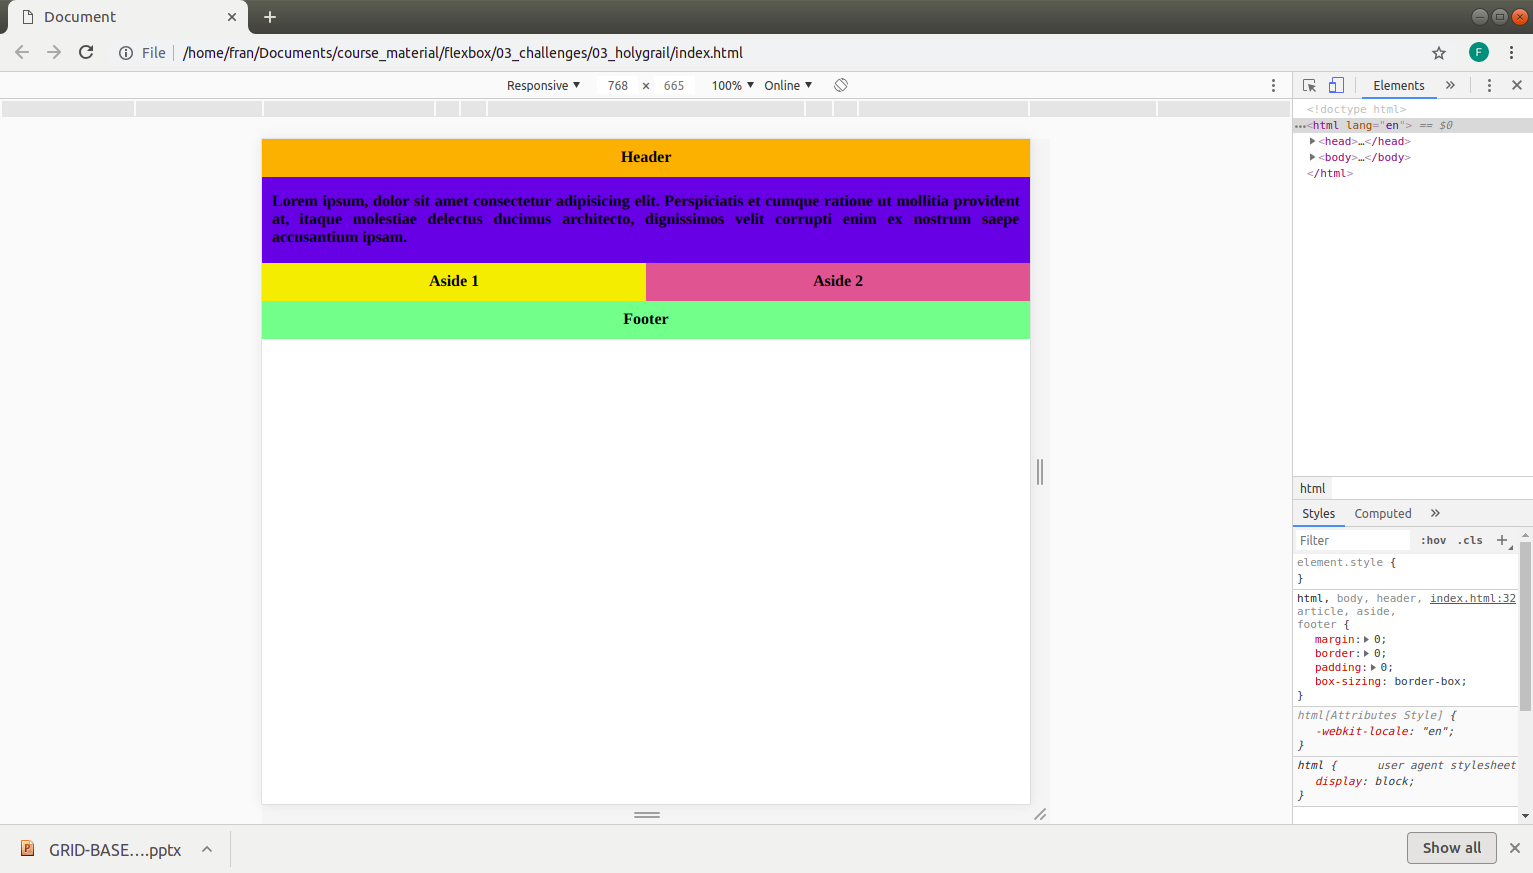 Document
File /home/fran/Documents/course_material/flexbox/03_challenges/03_holygrail/index.html
F
Responsive 768 × 665 100% Online
Elements
<!doctype html>
<html lang="en"> == $0
<head>…</head>
<body>…</body>
</html>
Header
Lorem ipsum, dolor sit amet consectetur adipisicing elit. Perspiciatis et cumque ratione ut mollitia provident
at, itaque molestiae delectus ducimus architecto, dignissimos velit corrupti enim ex nostrum saepe
accusantium ipsam.
Aside 1 Aside 2
Footer
html
Styles Computed
Filter :hov .cls
element.style {
}
html, body, header, index.html:32
article, aside,
footer {
margin: 0;
border: 0;
padding: 0;
box-sizing: border-box;
}
html[Attributes Style] {
-webkit-locale: "en";
}
html { user agent stylesheet
display: block;
}
GRID-BASE….pptx
Show all